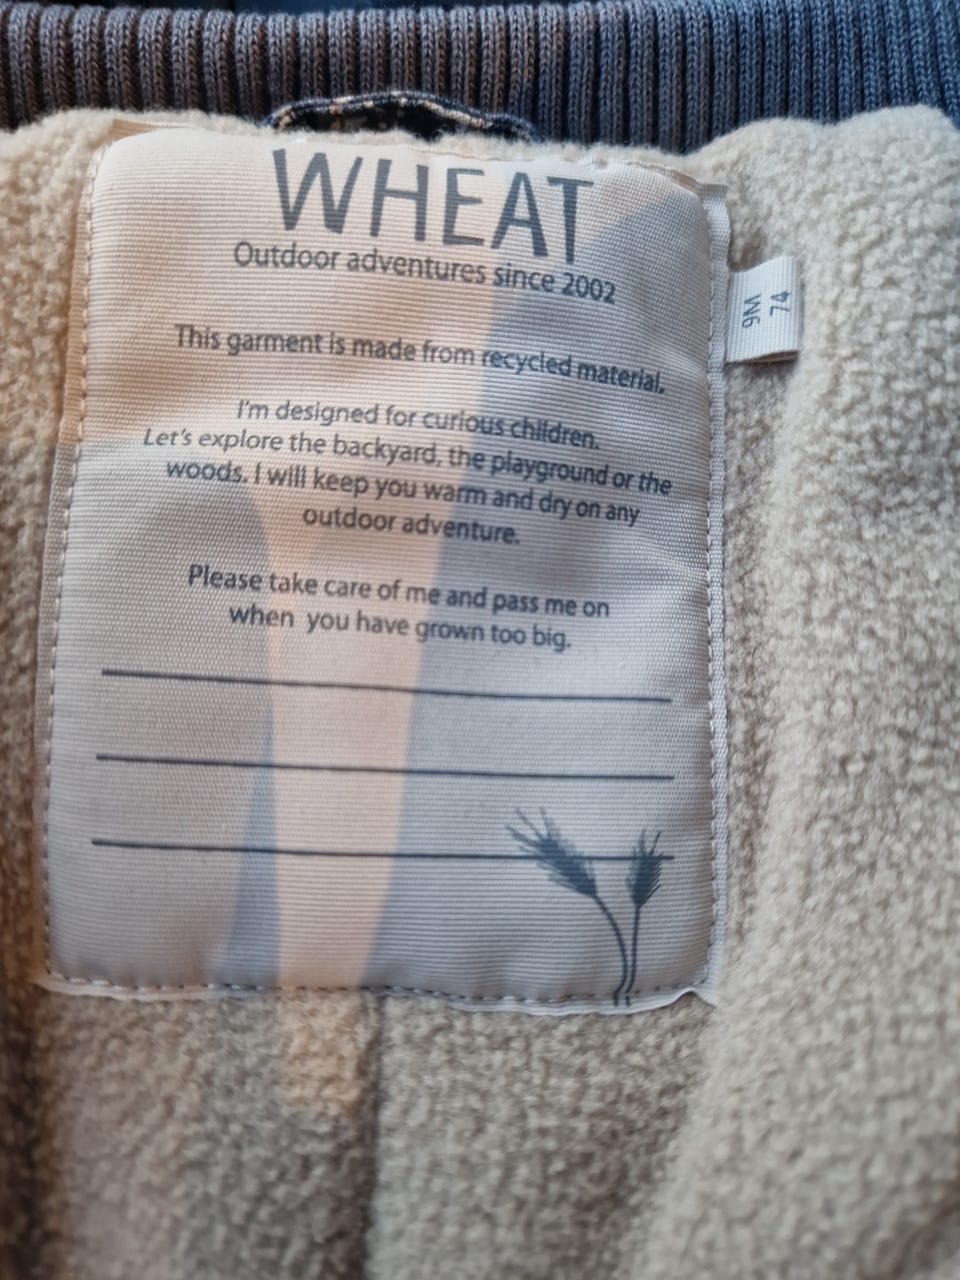 WHEAT
Outdoor adventures since 2002
9M
74
This garment is made from recycled material.
I'm designed for curious children.
Let's explore the backyard, the playground or the
woods. I will keep you warm and dry on any
outdoor adventure.
Please take care of me and pass me on
when you have grown too big.